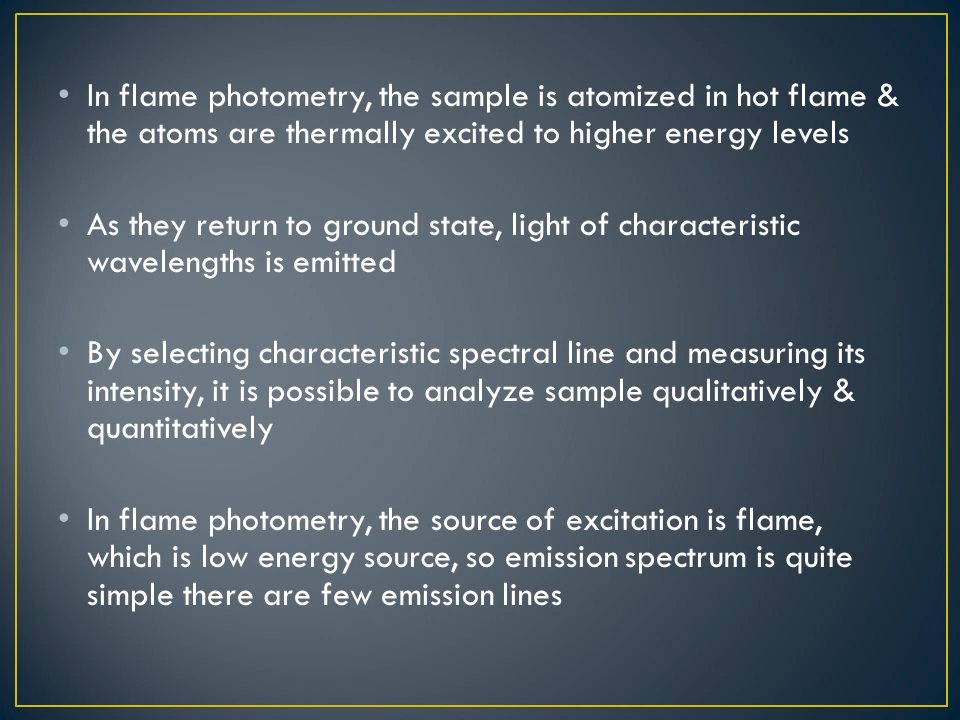 • In flame photometry, the sample is atomized in hot flame &
the atoms are thermally excited to higher energy levels
• As they return to ground state, light of characteristic
wavelengths is emitted
• By selecting characteristic spectral line and measuring its
intensity, it is possible to analyze sample qualitatively &
quantitatively
• In flame photometry, the source of excitation is flame,
which is low energy source, so emission spectrum is quite
simple there are few emission lines